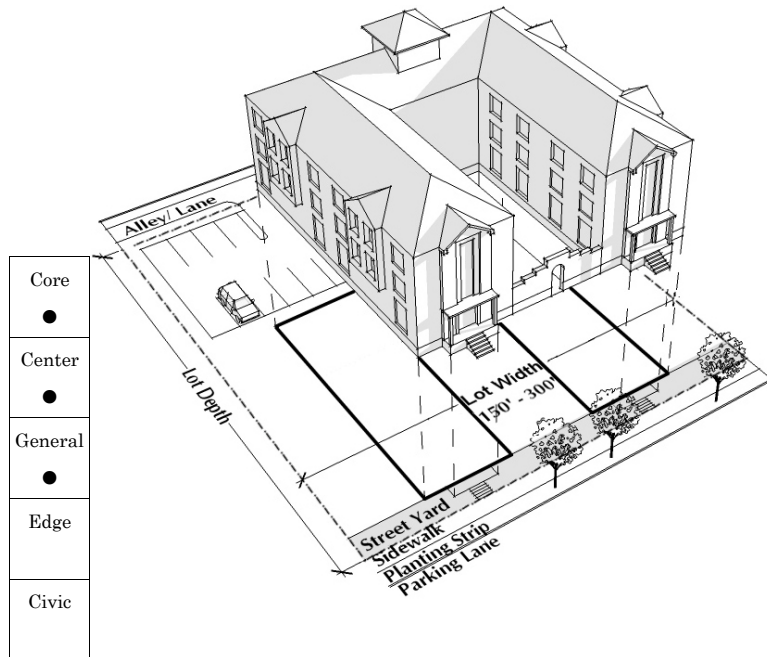 Alley/ Lane
Core
Center
General
Edge
Civic
Lot Depth
Lot Width
150' - 300'
Street Yard
Sidewalk
Planting Strip
Parking Lane